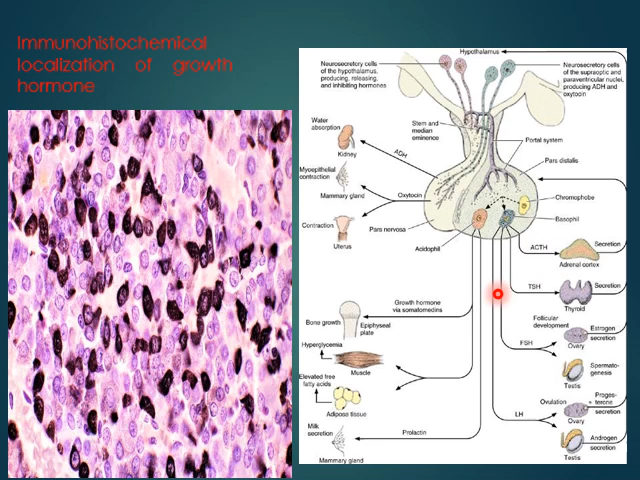 Immunohistochemical
localization of growth
hormone
Hypothalamus
Neurosecretory cells
of the hypothalamus,
producing, releasing,
and inhibiting hormones
Neurosecretory cells
of the supraoptic and
paraventricular nuclei,
producing ADH and
oxytocin
Water
absorption
Kidney
Stem and
median
eminence
Portal system
ADH
Pars distalis
Myoepithelial
contraction
Mammary gland
Oxytocin
Chromophobe
Contraction
Uterus
Pars nervosa
Basophil
Acidophil
ACTH
Secretion
Adrenal cortex
TSH
Secretion
Thyroid
Growth hormone
via somatomedins
Bone growth
Epiphyseal
plate
Follicular
development
Estrogen
secretion
Ovary
FSH
Hyperglycemia
Muscle
Spermato-
genesis
Testis
Elevated free
fatty acids
Adipose tissue
Ovulation
Proges-
terone
secretion
Ovary
LH
Milk
secretion
Prolactin
Mammary gland
Androgen
secretion
Testis